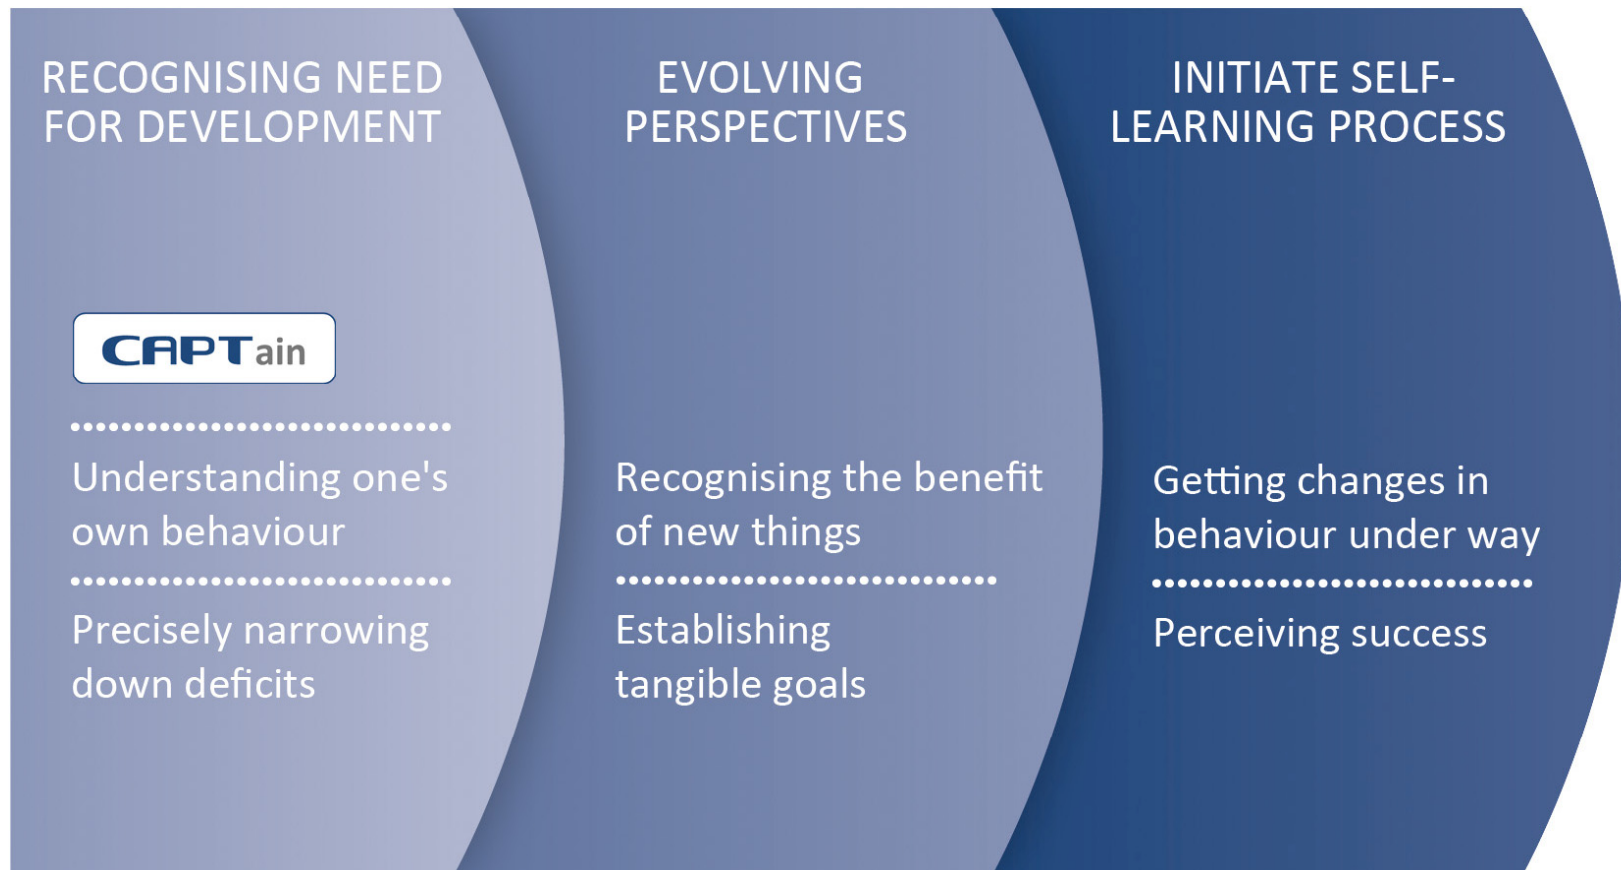 RECOGNISING NEED
FOR DEVELOPMENT
CAPTain
Understanding one's
own behaviour
Precisely narrowing
down deficits
EVOLVING
PERSPECTIVES
Recognising the benefit
of new things
Establishing
tangible goals
INITIATE SELF-
LEARNING PROCESS
Getting changes in
behaviour under way
Perceiving success